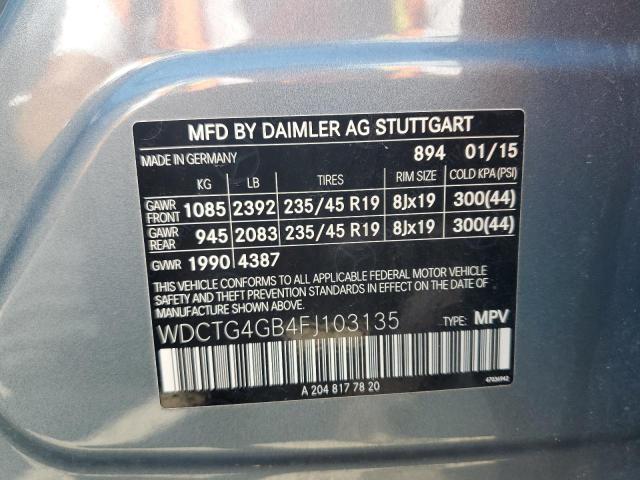 MFD BY DAIMLER AG STUTTGART
MADE IN GERMANY 894 01/15
KG LB TIRES RIM SIZE COLD KPA(PSI)
GAWR FRONT 1085 2392 235/45 R19 8Jx19 300(44)
GAWR REAR 945 2083 235/45 R19 8Jx19 300(44)
GVWR 1990 4387
THIS VEHICLE CONFORMS TO ALL APPLICABLE FEDERAL MOTOR VEHICLE
SAFETY AND THEFT PREVENTION STANDARDS IN EFFECT ON THE DATE OF
MANUFACTURE SHOWN ABOVE.
WDCTG4GB4FJ103135 TYPE: MPV
A 204 817 78 20 47036942